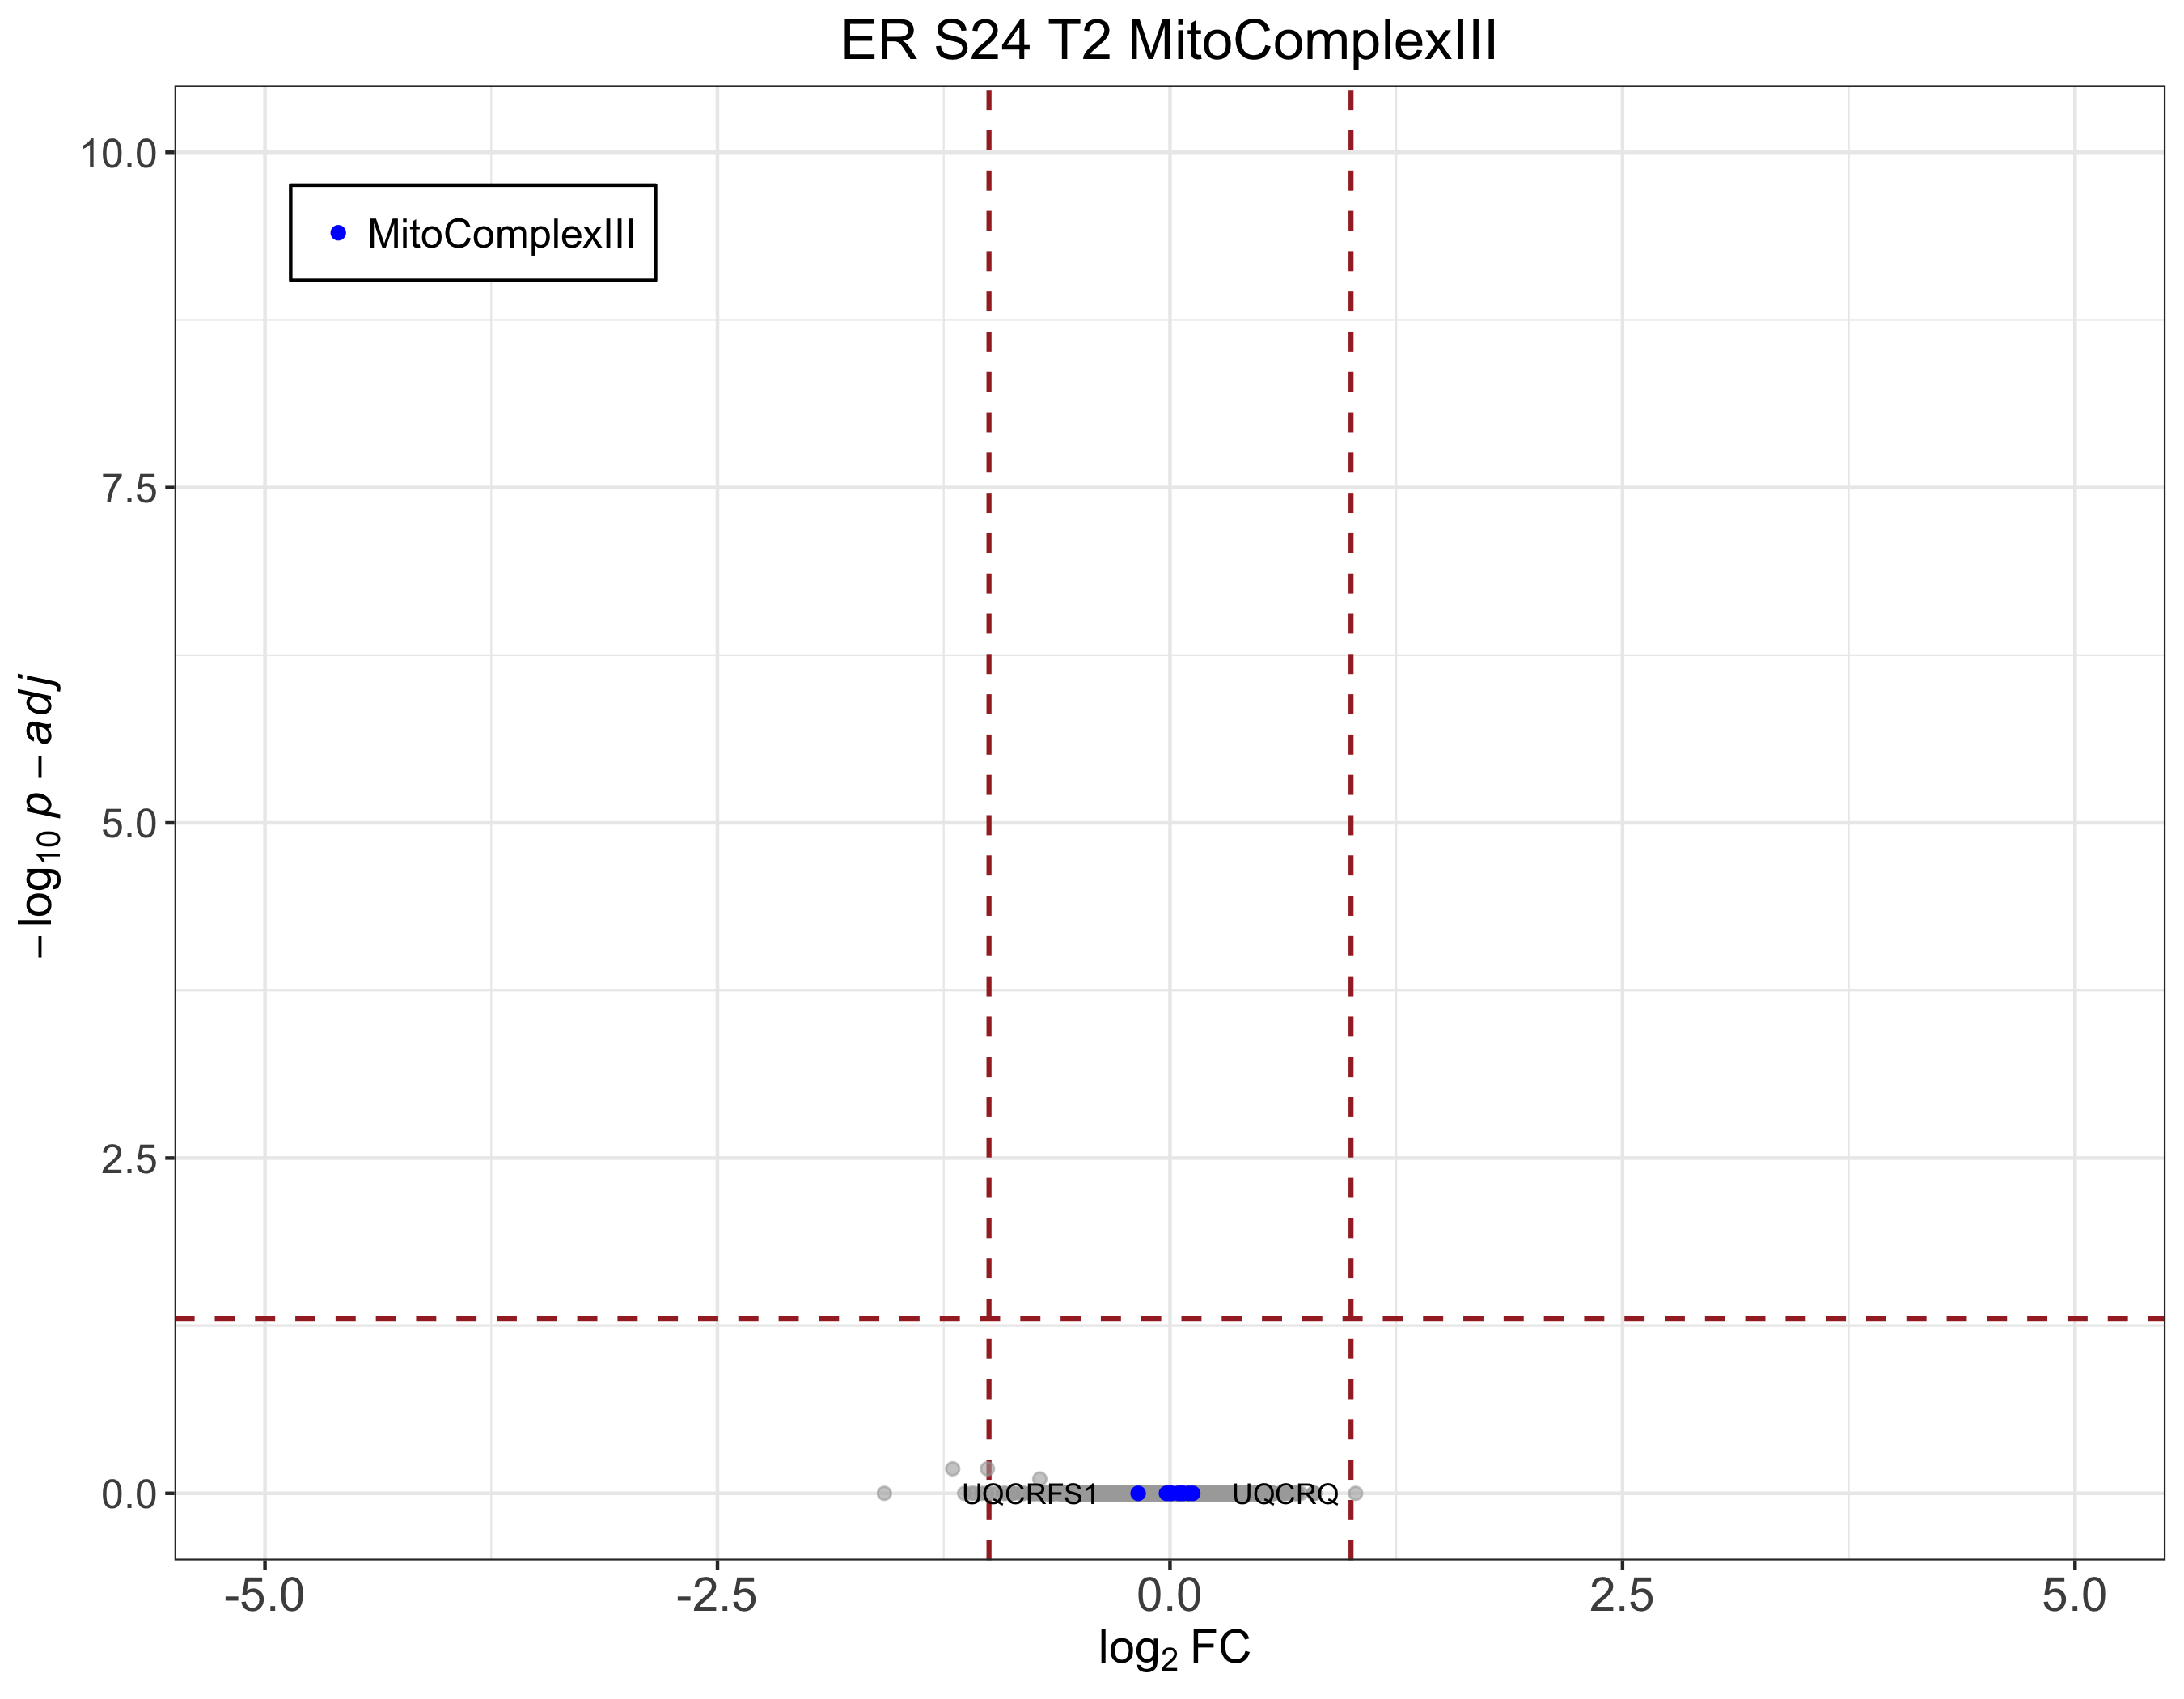 ER S24 T2 MitoComplexIII
MitoComplexIII
10.0
7.5
5.0
2.5
0.0
−log10 p − adj
UQCRFS1
UQCRQ
-5.0
-2.5
0.0
2.5
5.0
log2 FC